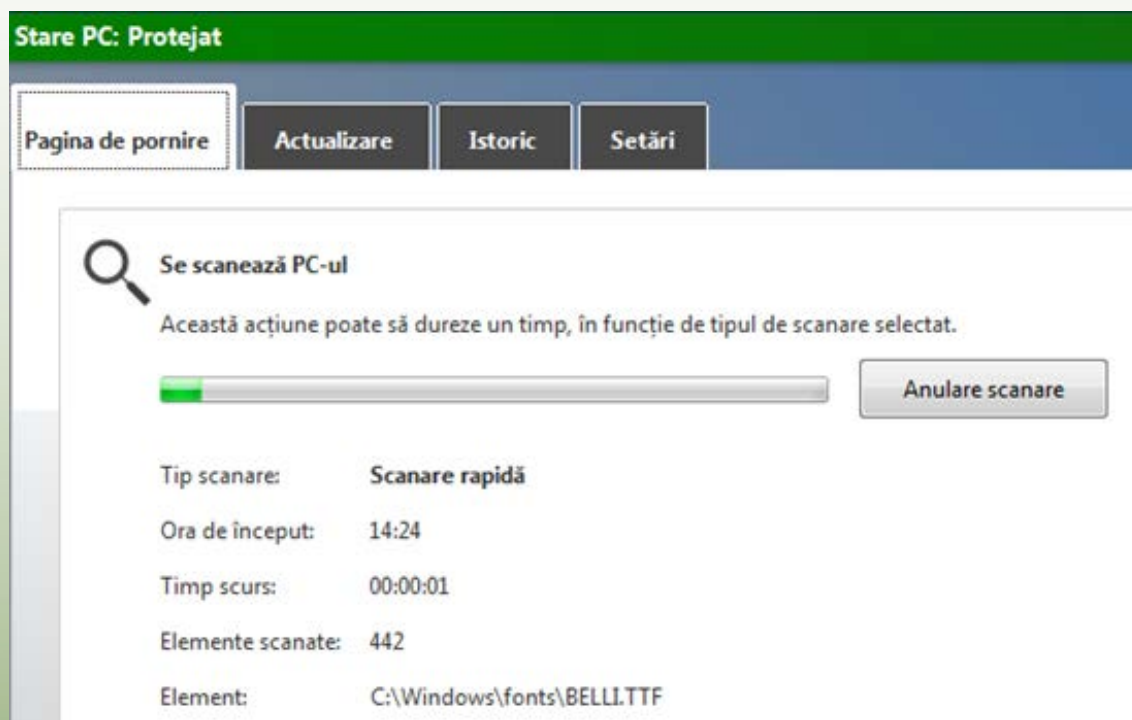 Stare PC: Protejat
Pagina de pornire Actualizare Istoric Setări
Se scanează PC-ul
Această acțiune poate să dureze un timp, în funcție de tipul de scanare selectat.
Anulare scanare
Tip scanare: Scanare rapidă
Ora de început: 14:24
Timp scurs: 00:00:01
Elemente scanate: 442
Element: C:\Windows\fonts\BELLI.TTF